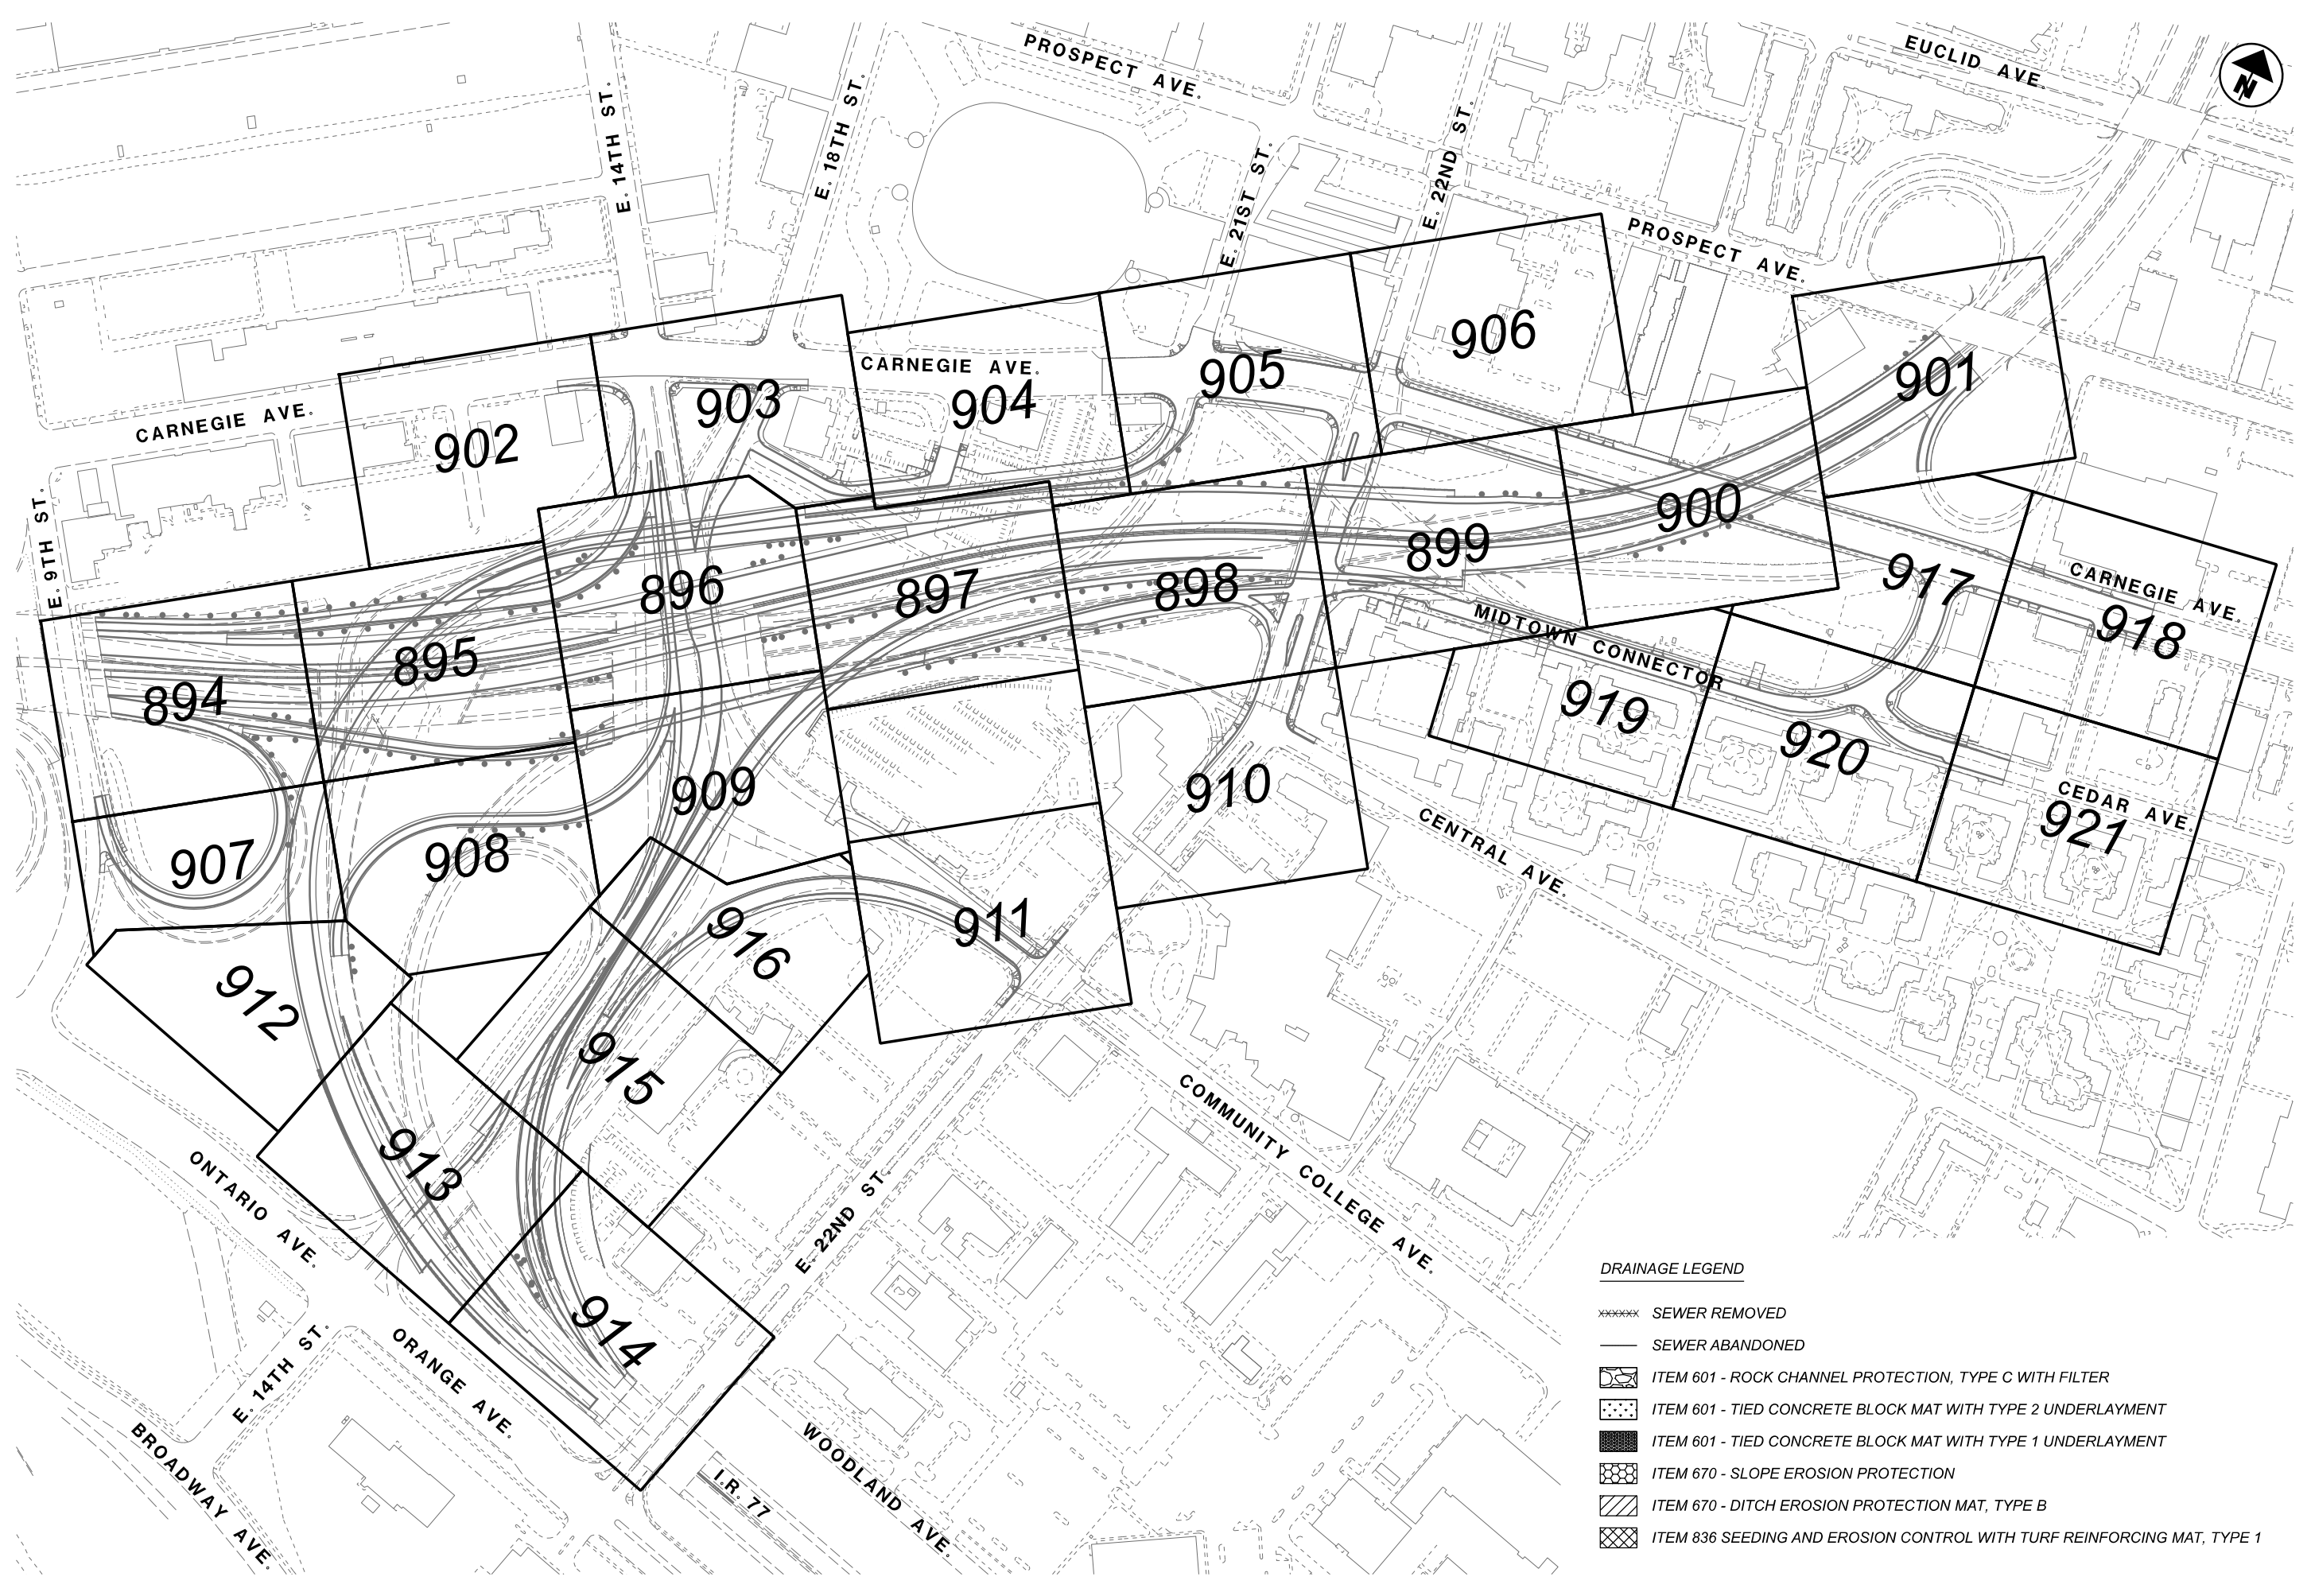 PROSPECT AVE.
EUCLID AVE.
N
E. 14TH ST.
E. 18TH ST.
E. 21ST ST.
E. 22ND ST.
PROSPECT AVE.
906
901
905
CARNEGIE AVE.
903
904
CARNEGIE AVE.
902
900
E. 9TH ST.
899
896
897
898
917
CARNEGIE AVE.
918
895
MIDTOWN CONNECTOR
894
919
920
909
910
CEDAR AVE.
921
907
908
CENTRAL AVE.
911
916
912
915
913
COMMUNITY COLLEGE AVE.
ONTARIO AVE.
E. 22ND ST.
914
E. 14TH ST.
ORANGE AVE.
BROADWAY AVE.
I.R. 77
WOODLAND AVE.
DRAINAGE LEGEND
SEWER REMOVED
SEWER ABANDONED
ITEM 601 - ROCK CHANNEL PROTECTION, TYPE C WITH FILTER
ITEM 601 - TIED CONCRETE BLOCK MAT WITH TYPE 2 UNDERLAYMENT
ITEM 601 - TIED CONCRETE BLOCK MAT WITH TYPE 1 UNDERLAYMENT
ITEM 670 - SLOPE EROSION PROTECTION
ITEM 670 - DITCH EROSION PROTECTION MAT, TYPE B
ITEM 836 SEEDING AND EROSION CONTROL WITH TURF REINFORCING MAT, TYPE 1